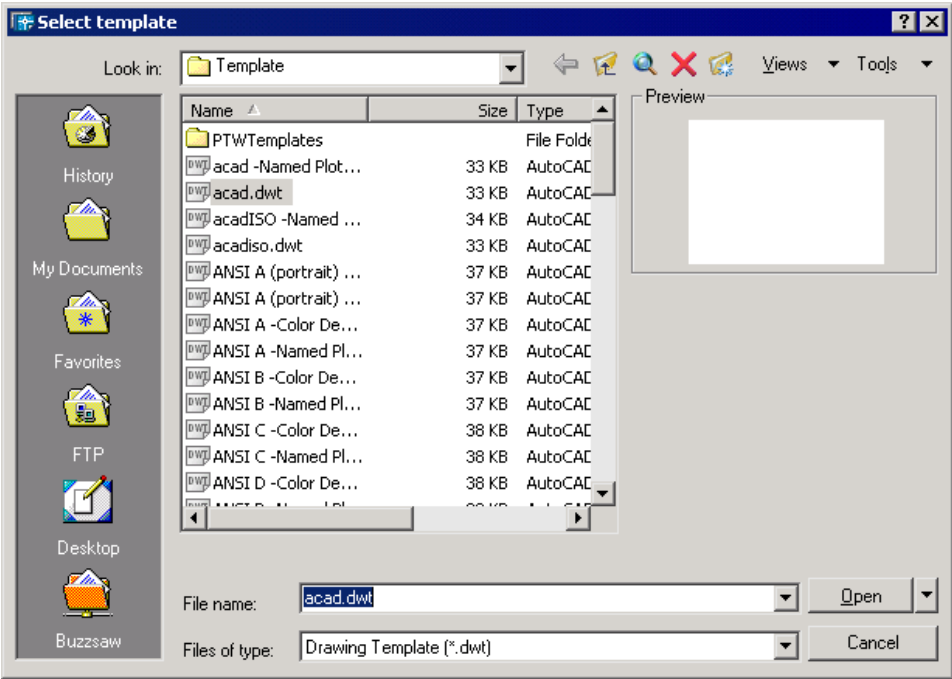 Select template
Look in: Template Views Tools
Name Size Type
PTWTemplates File Folde
acad -Named Plot... 33 KB AutoCAD
acad.dwt 33 KB AutoCAD
acadISO -Named ... 34 KB AutoCAD
acadiso.dwt 33 KB AutoCAD
ANSI A (portrait) ... 37 KB AutoCAD
ANSI A (portrait) ... 37 KB AutoCAD
ANSI A -Color De... 37 KB AutoCAD
ANSI A -Named Pl... 37 KB AutoCAD
ANSI B -Color De... 37 KB AutoCAD
ANSI B -Named Pl... 37 KB AutoCAD
ANSI C -Color De... 38 KB AutoCAD
ANSI C -Named Pl... 38 KB AutoCAD
ANSI D -Color De... 38 KB AutoCAD
Preview
History
My Documents
Favorites
FTP
Desktop
Buzzsaw
File name: acad.dwt Open
Files of type: Drawing Template (*.dwt) Cancel